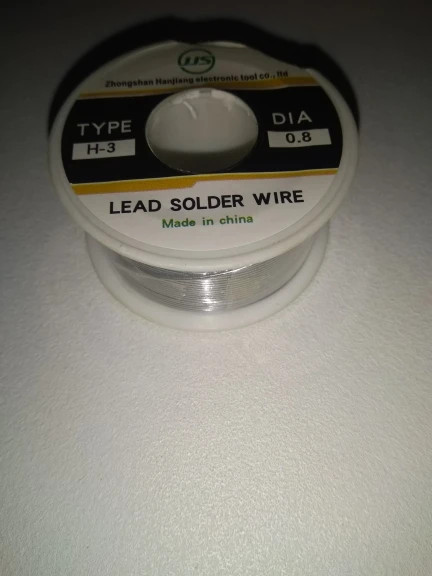 JJS
Zhongshan Hanjiang electronic tool co., ltd
TYPE
H-3
DIA
0.8
LEAD SOLDER WIRE
Made in china